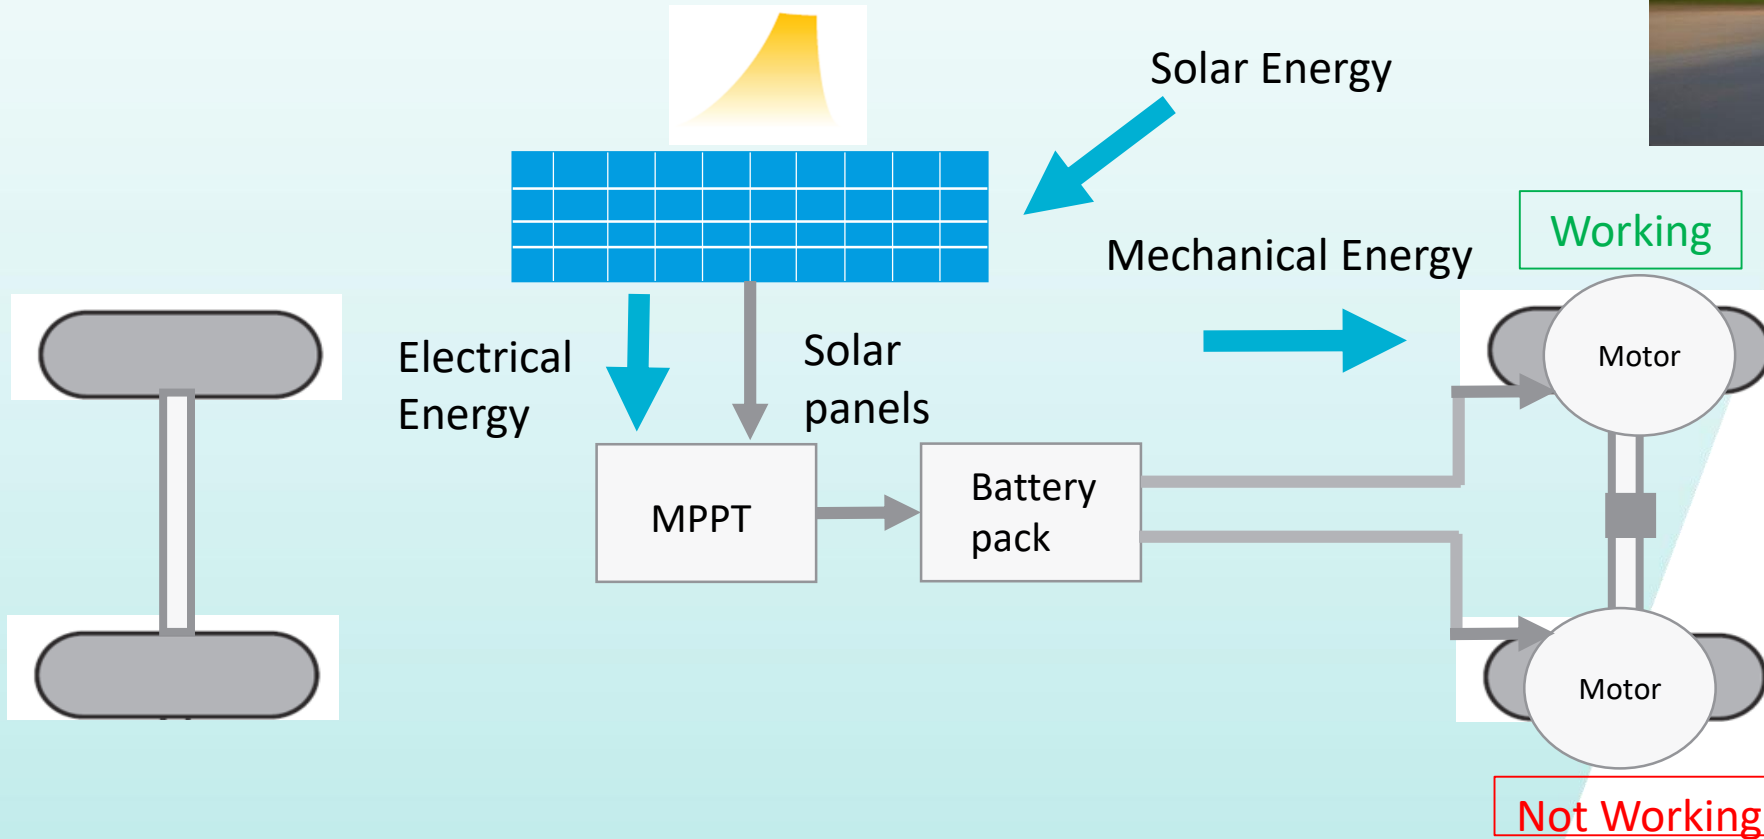 Solar Energy
Working
Mechanical Energy
Electrical
Energy
Solar
panels
Motor
MPPT
Battery
pack
Motor
Not Working